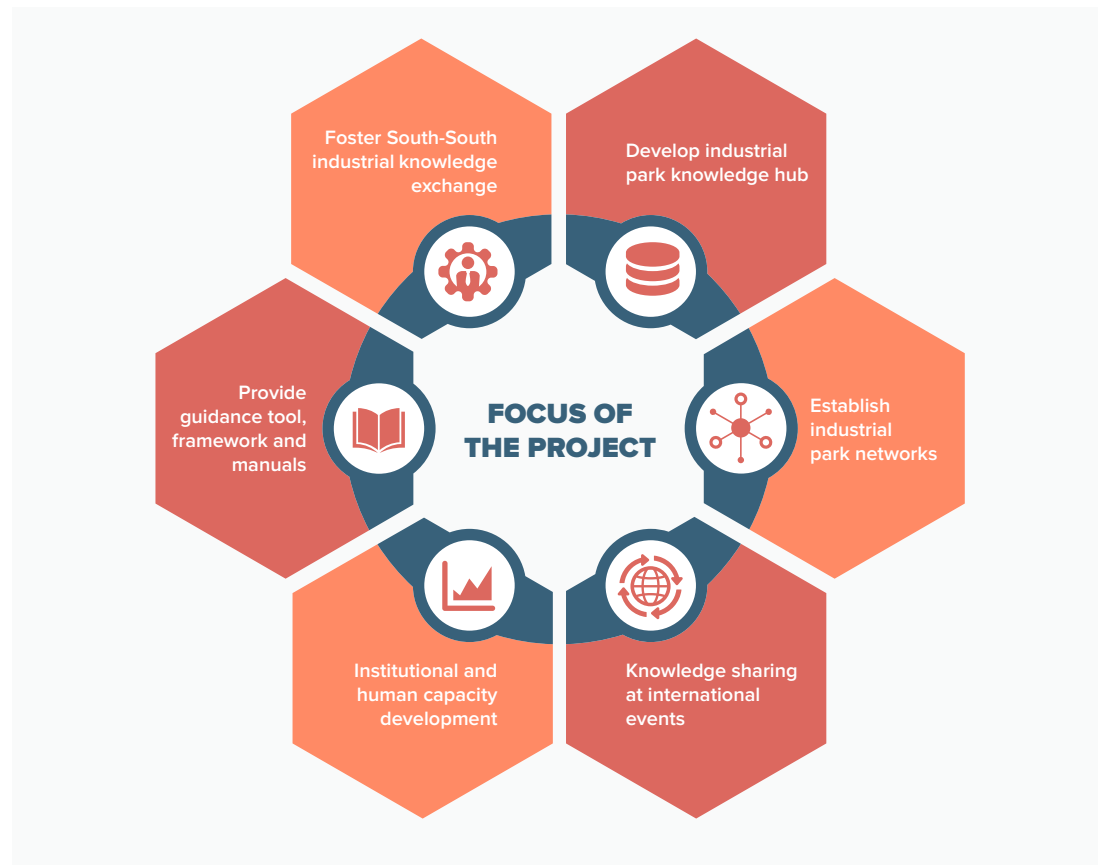 Foster South-South
industrial knowledge
exchange
Develop industrial
park knowledge hub
Provide
guidance tool,
framework and
manuals
FOCUS OF
THE PROJECT
Establish
industrial
park networks
Institutional and
human capacity
development
Knowledge sharing
at international
events